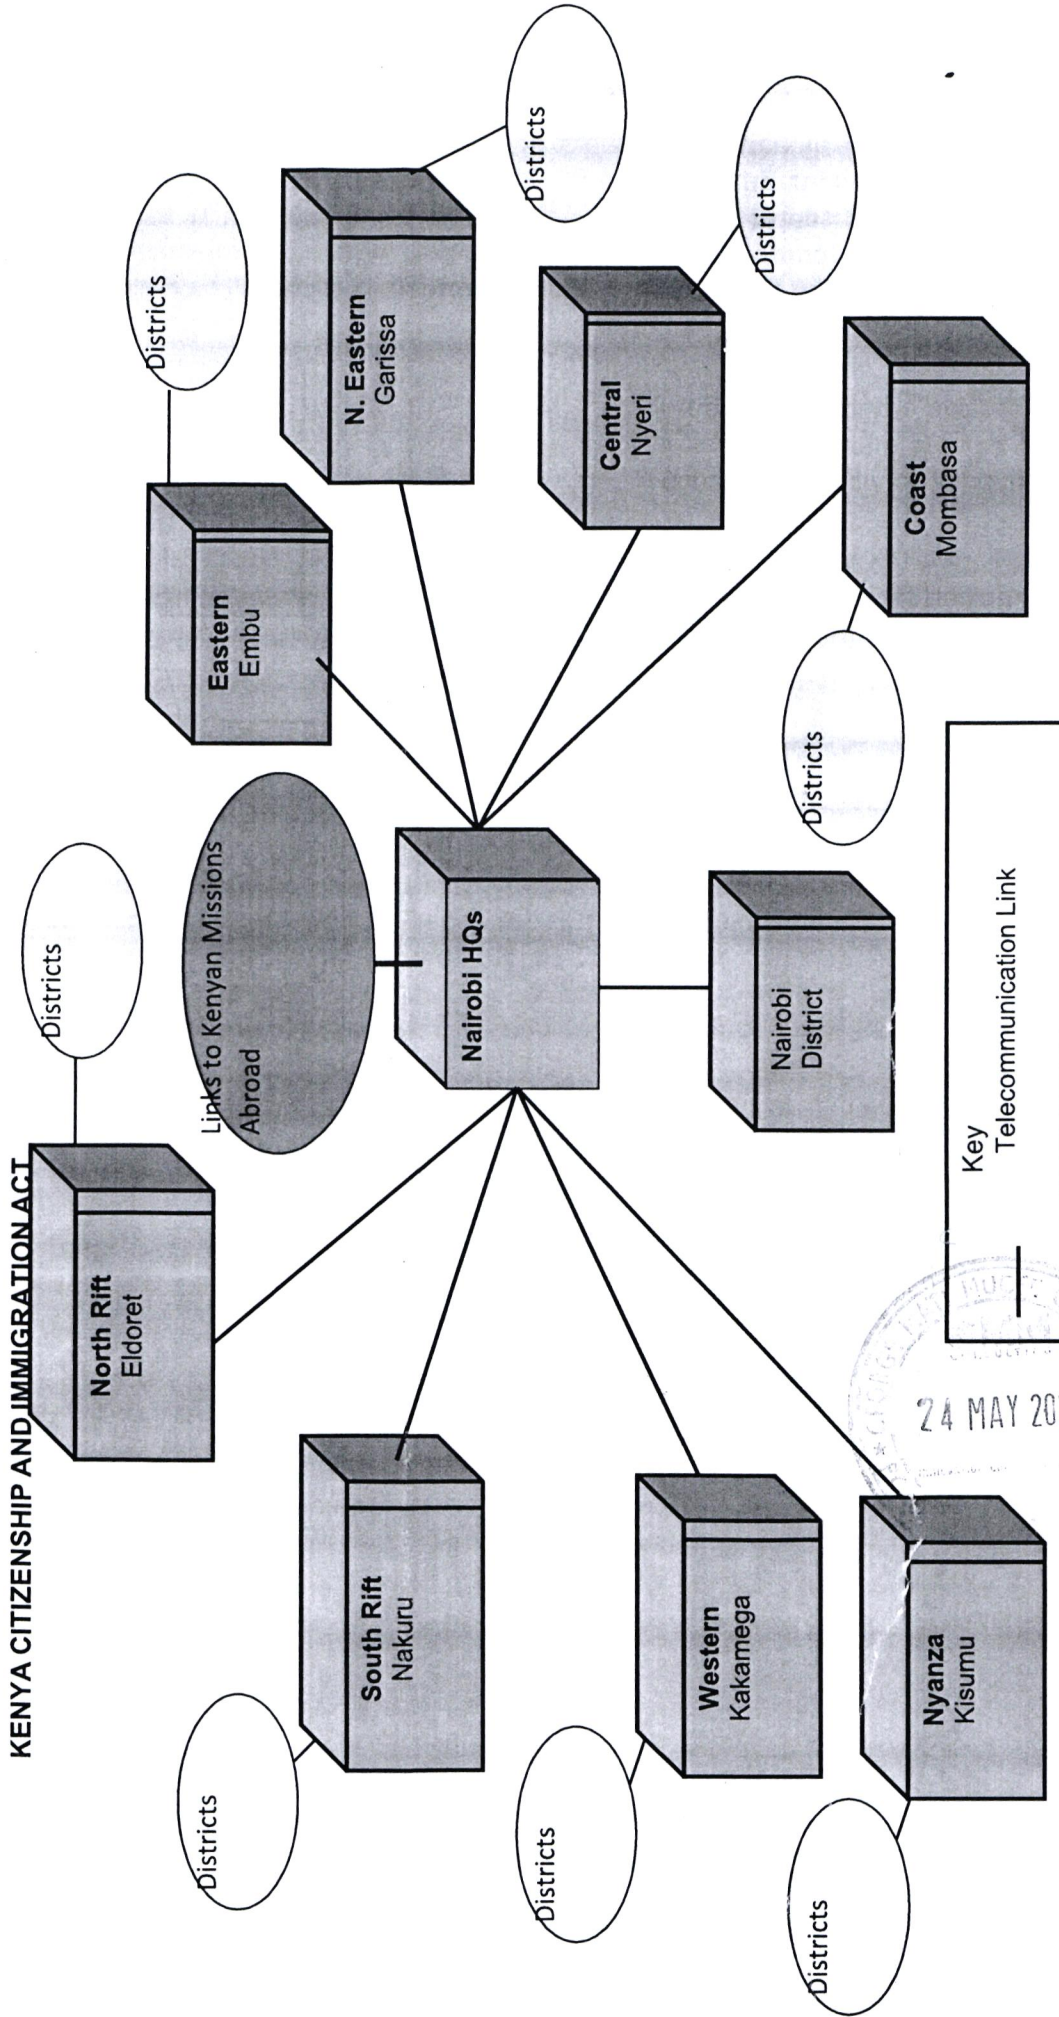 KENYA CITIZENSHIP AND IMMIGRATION ACT
Districts
North Rift
Eldoret
Districts
Links to Kenyan Missions
Abroad
Eastern
Embu
Districts
South Rift
Nakuru
Nairobi HQs
N. Eastern
Garissa
Districts
Districts
Western
Kakamega
Nairobi
District
Central
Nyeri
Districts
Districts
Nyanza
Kisumu
Districts
Coast
Mombasa
Key
Telecommunication Link
24 MAY 20